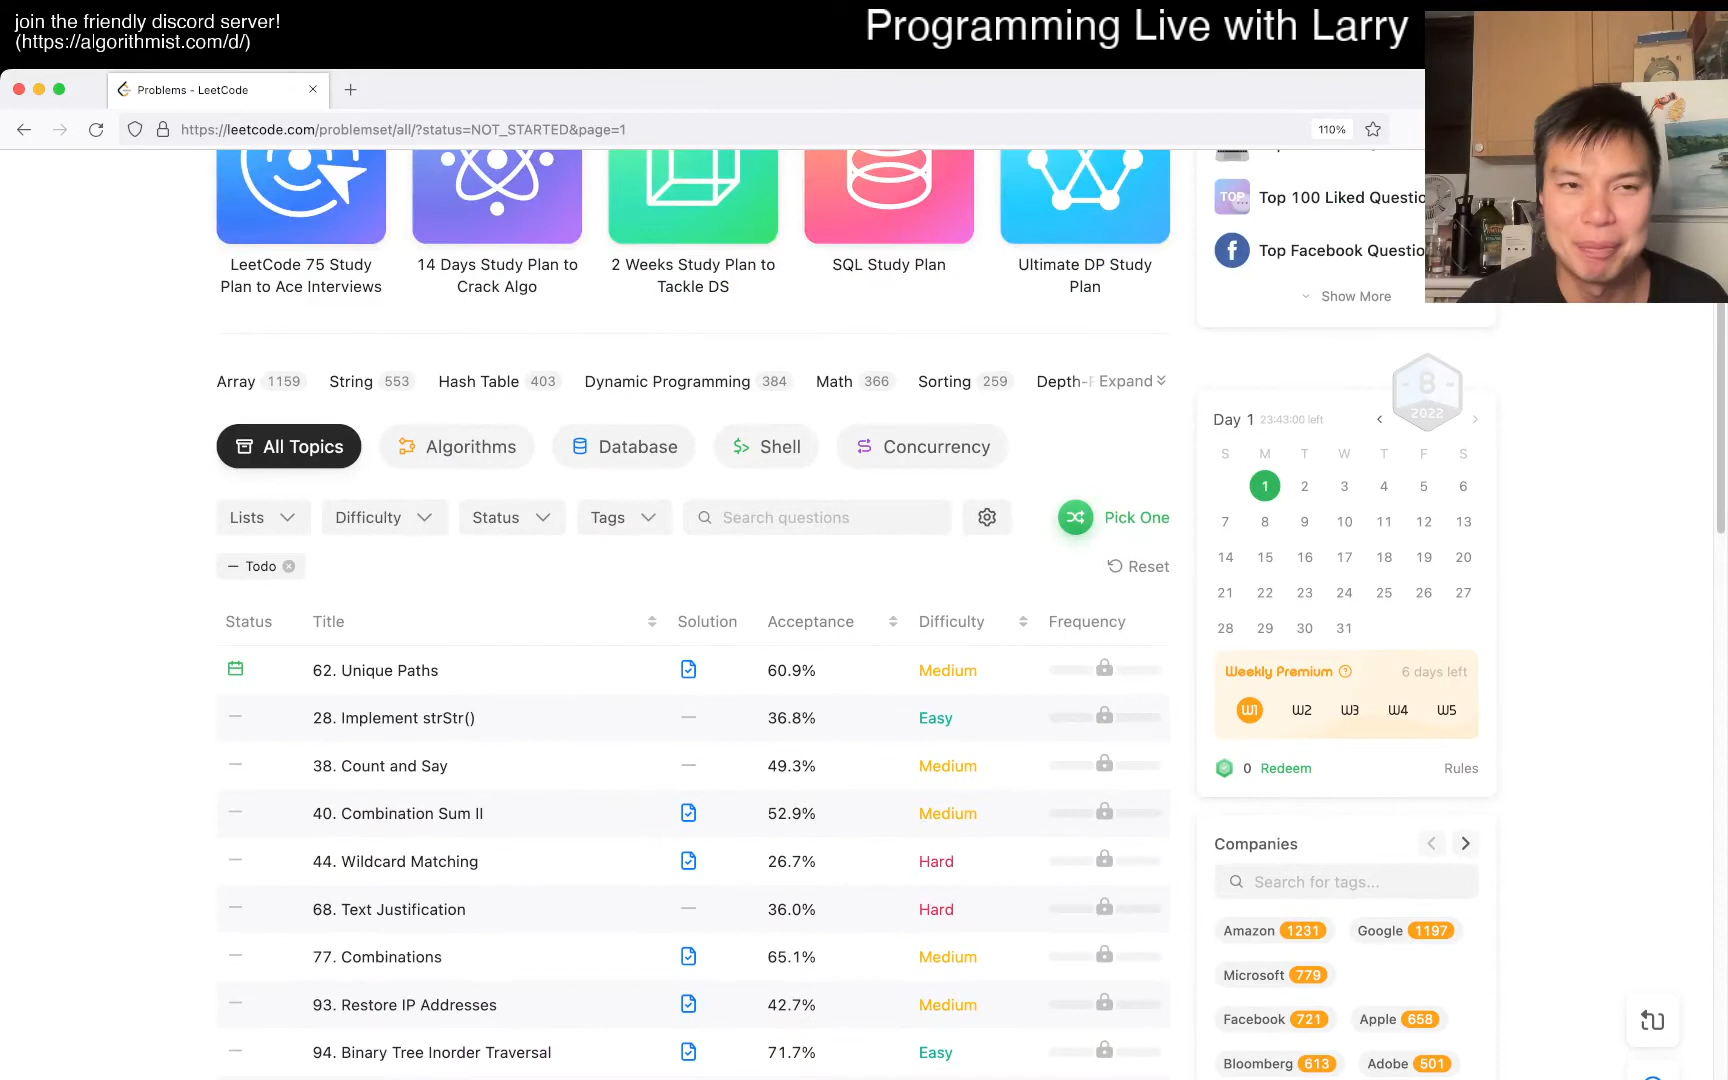 join the friendly discord server!
(https://algorithmist.com/d/)
Programming Live with Larry
Problems - LeetCode
https://leetcode.com/problemset/all/?status=NOT_STARTED&page=1
110%
LeetCode 75 Study
Plan to Ace Interviews
14 Days Study Plan to
Crack Algo
2 Weeks Study Plan to
Tackle DS
SQL Study Plan
Ultimate DP Study
Plan
TOP
Top 100 Liked Questio
Top Facebook Questio
Show More
Array 1159 String 553 Hash Table 403 Dynamic Programming 384 Math 366 Sorting 259 Depth-F Expand
All Topics Algorithms Database Shell Concurrency
Lists Difficulty Status Tags Search questions Pick One
Todo Reset
Status Title Solution Acceptance Difficulty Frequency
62. Unique Paths 60.9% Medium
28. Implement strStr() 36.8% Easy
38. Count and Say 49.3% Medium
40. Combination Sum II 52.9% Medium
44. Wildcard Matching 26.7% Hard
68. Text Justification 36.0% Hard
77. Combinations 65.1% Medium
93. Restore IP Addresses 42.7% Medium
94. Binary Tree Inorder Traversal 71.7% Easy
8
2022
Day 1 23:43:00 left
S M T W T F S
1 2 3 4 5 6
7 8 9 10 11 12 13
14 15 16 17 18 19 20
21 22 23 24 25 26 27
28 29 30 31
Weekly Premium 6 days left
W1 W2 W3 W4 W5
0 Redeem Rules
Companies
Search for tags...
Amazon 1231 Google 1197
Microsoft 779
Facebook 721 Apple 658
Bloomberg 613 Adobe 501